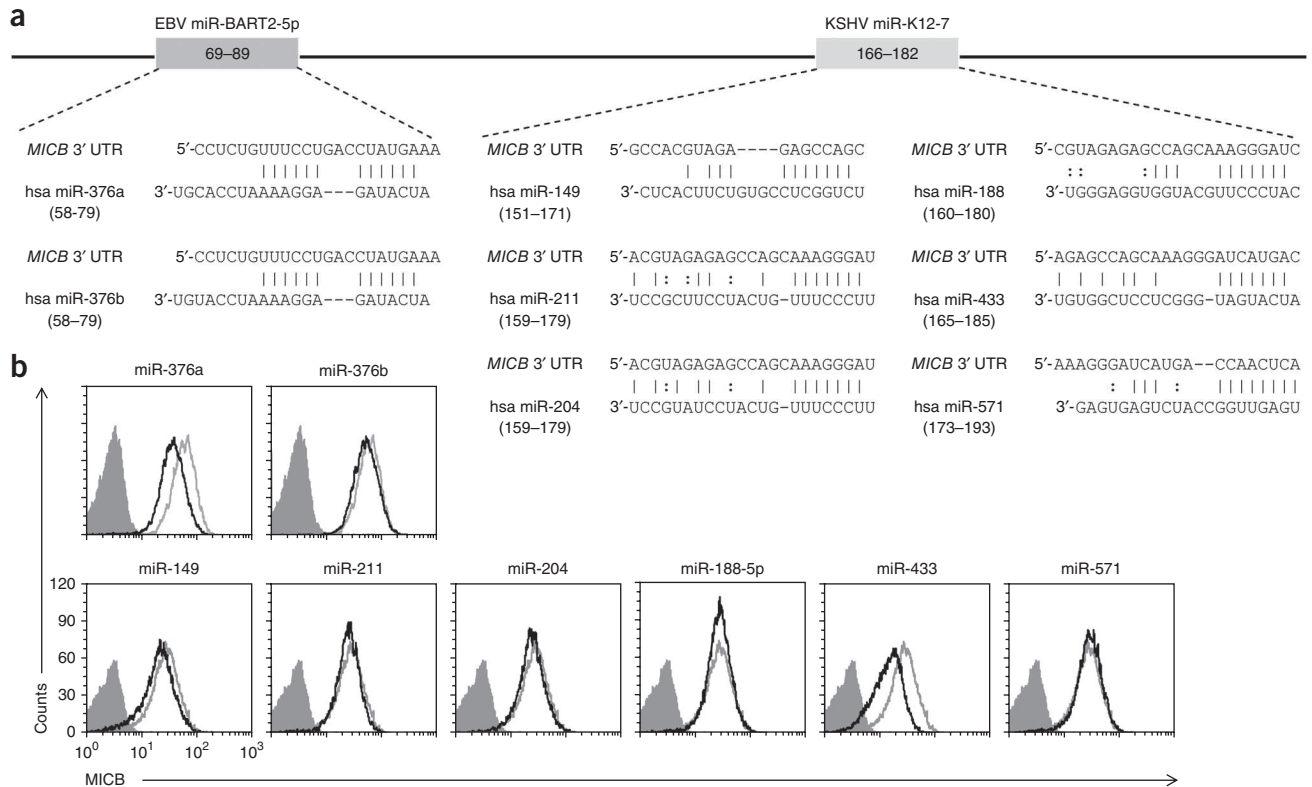 a
EBV miR-BART2-5p
KSHV miR-K12-7
69–89
166–182
MICB 3′ UTR 5′-CCUCUGUUUCCUGACCUAUGAAA
hsa miR-376a 3′-UGCACCUAAAAGGA---GAUACUA
(58-79)
MICB 3′ UTR 5′-CCUCUGUUUCCUGACCUAUGAAA
hsa miR-376b 3′-UGUACCUAAAAGGA---GAUACUA
(58–79)
MICB 3′ UTR 5′-GCCACGUAGA----GAGCCAGC
hsa miR-149 3′-CUCACUUCUGUGCCUCGGUCU
(151–171)
MICB 3′ UTR 5′-ACGUAGAGAGCCAGCAAAGGGAU
hsa miR-211 3′-UCCGCUUCCUACUG-UUUCCCUU
(159–179)
MICB 3′ UTR 5′-ACGUAGAGAGCCAGCAAAGGGAU
hsa miR-204 3′-UCCGUAUCCUACUG-UUUCCCUU
(159–179)
MICB 3′ UTR 5′-CGUAGAGAGCCAGCAAAGGGAUC
hsa miR-188 3′-UGGGAGGUGGUACGUUCCCUAC
(160–180)
MICB 3′ UTR 5′-AGAGCCAGCAAAGGGAUCAUGAC
hsa miR-433 3′-UGUGGCUCCUCGGG-UAGUACUA
(165–185)
MICB 3′ UTR 5′-AAAGGGAUCAUGA--CCAACUCA
hsa miR-571 3′-GAGUGAGUCUACCGGUUGAGU
(173–193)
b
miR-376a
miR-376b
miR-149
miR-211
miR-204
miR-188-5p
miR-433
miR-571
120
90
60
30
0
Counts
10⁰ 10¹ 10² 10³
MICB